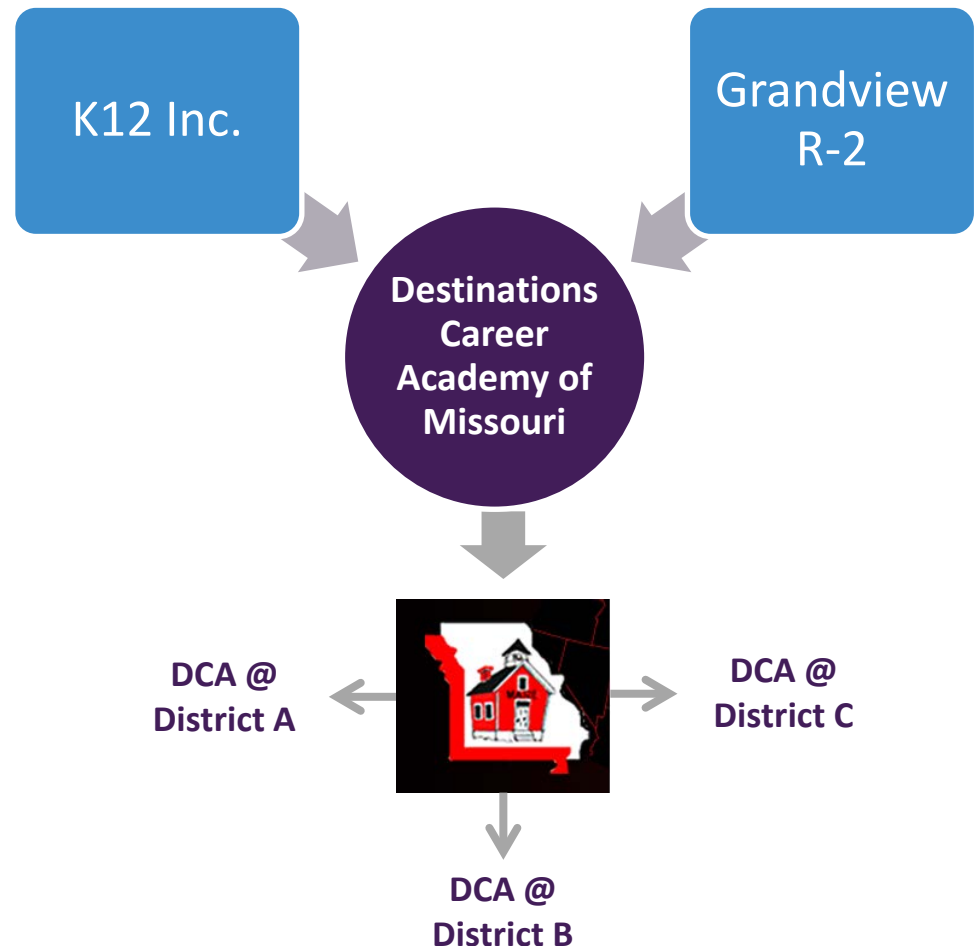 K12 Inc.
Grandview
R-2
Destinations
Career
Academy of
Missouri
DCA @
District A
DCA @
District C
DCA @
District B